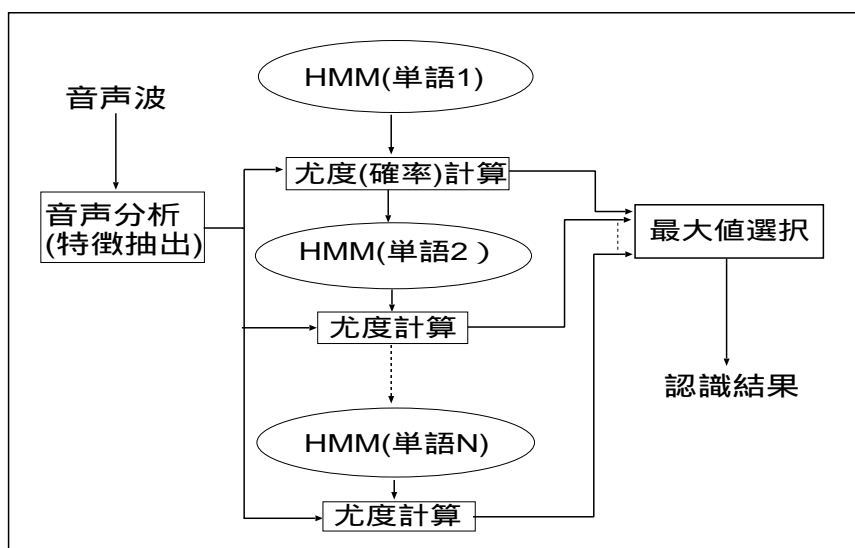 HMM(単語1)
音声波
尤度(確率)計算
音声分析
(特徴抽出)
最大値選択
HMM(単語2 )
尤度計算
認識結果
HMM(単語N)
尤度計算